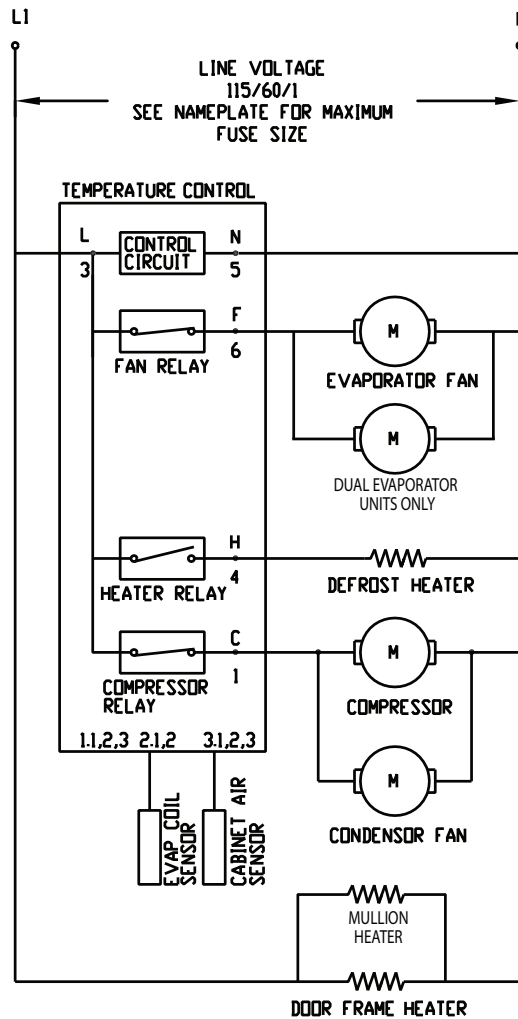 L1
LINE VOLTAGE
115/60/1
SEE NAMEPLATE FOR MAXIMUM
FUSE SIZE
TEMPERATURE CONTROL
L
CONTROL
CIRCUIT
N
3
5
F
6
FAN RELAY
M
EVAPORATOR FAN
M
DUAL EVAPORATOR
UNITS ONLY
H
4
HEATER RELAY
DEFROST HEATER
C
1
COMPRESSOR
RELAY
M
COMPRESSOR
1.1,2,3 2.1,2 3.1,2,3
M
CONDENSOR FAN
EVAP COIL
SENSOR
CABINET AIR
SENSOR
MULLION
HEATER
DOOR FRAME HEATER